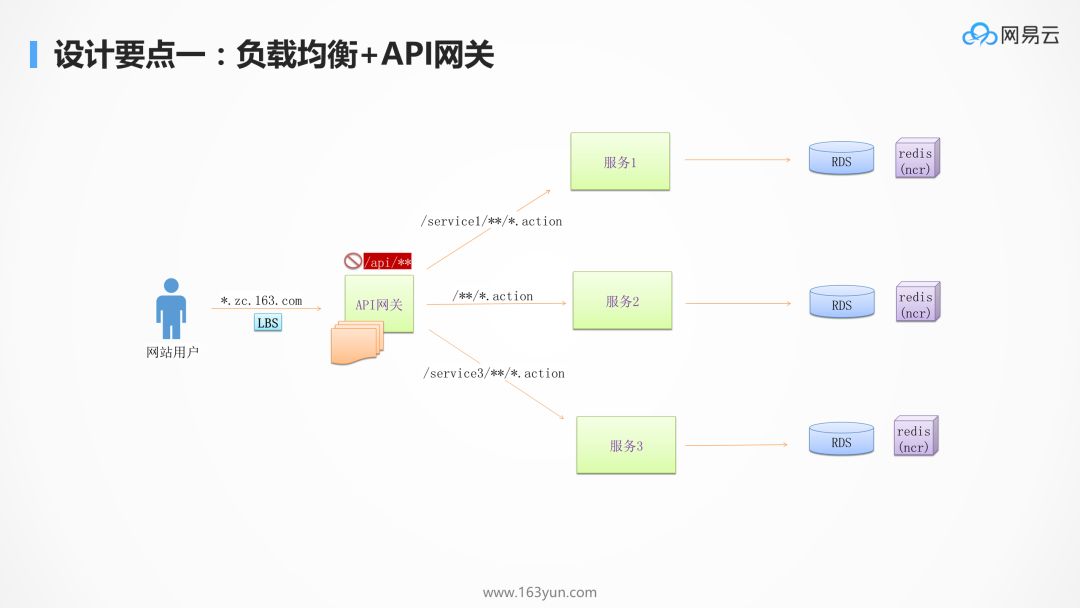 设计要点一：负载均衡+API网关
网易云
服务1
RDS
redis
(ncr)
/service1/**/*.action
/api/**
*.zc.163.com
LBS
API网关
/**/*.action
服务2
RDS
redis
(ncr)
网站用户
/service3/**/*.action
服务3
RDS
redis
(ncr)
www.163yun.com